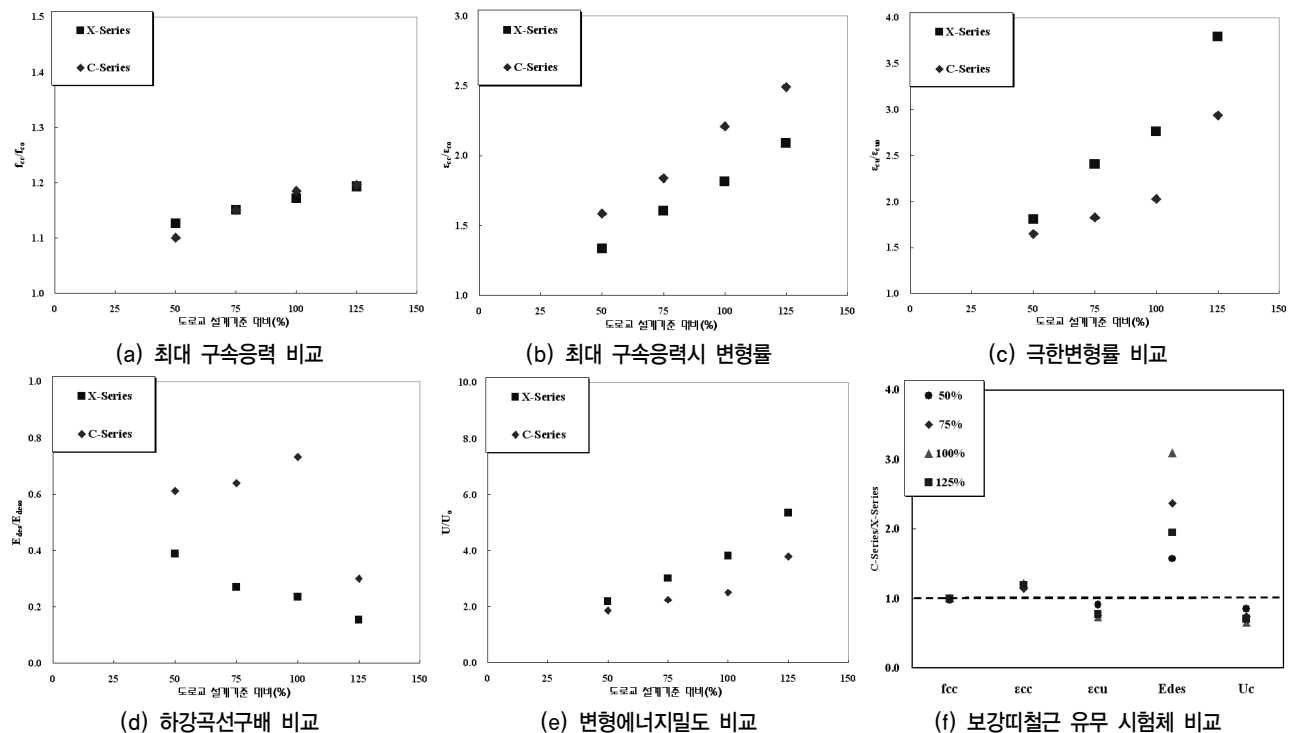 1.5
1.4
1.3
1.2
1.1
1.0
X-Series
C-Series
fcc/fco
0 25 50 75 100 125 150
도로교 설계기준 대비(%)
(a) 최대 구속응력 비교
3.0
2.5
2.0
1.5
1.0
X-Series
C-Series
εcc/εco
0 25 50 75 100 125 150
도로교 설계기준 대비(%)
(b) 최대 구속응력시 변형률
4.0
3.5
3.0
2.5
2.0
1.5
1.0
X-Series
C-Series
εcu/εcuo
0 25 50 75 100 125 150
도로교 설계기준 대비(%)
(c) 극한변형률 비교
1.0
0.8
0.6
0.4
0.2
0.0
X-Series
C-Series
Edes/Edeso
0 25 50 75 100 125 150
도로교 설계기준 대비(%)
(d) 하강곡선구배 비교
10.0
8.0
6.0
4.0
2.0
0.0
X-Series
C-Series
U/Uo
0 25 50 75 100 125 150
도로교 설계기준 대비(%)
(e) 변형에너지밀도 비교
4.0
3.0
2.0
1.0
0.0
50%
75%
100%
125%
C-Series/X-Series
fcc εcc εcu Edes Uc
(f) 보강띠철근 유무 시험체 비교